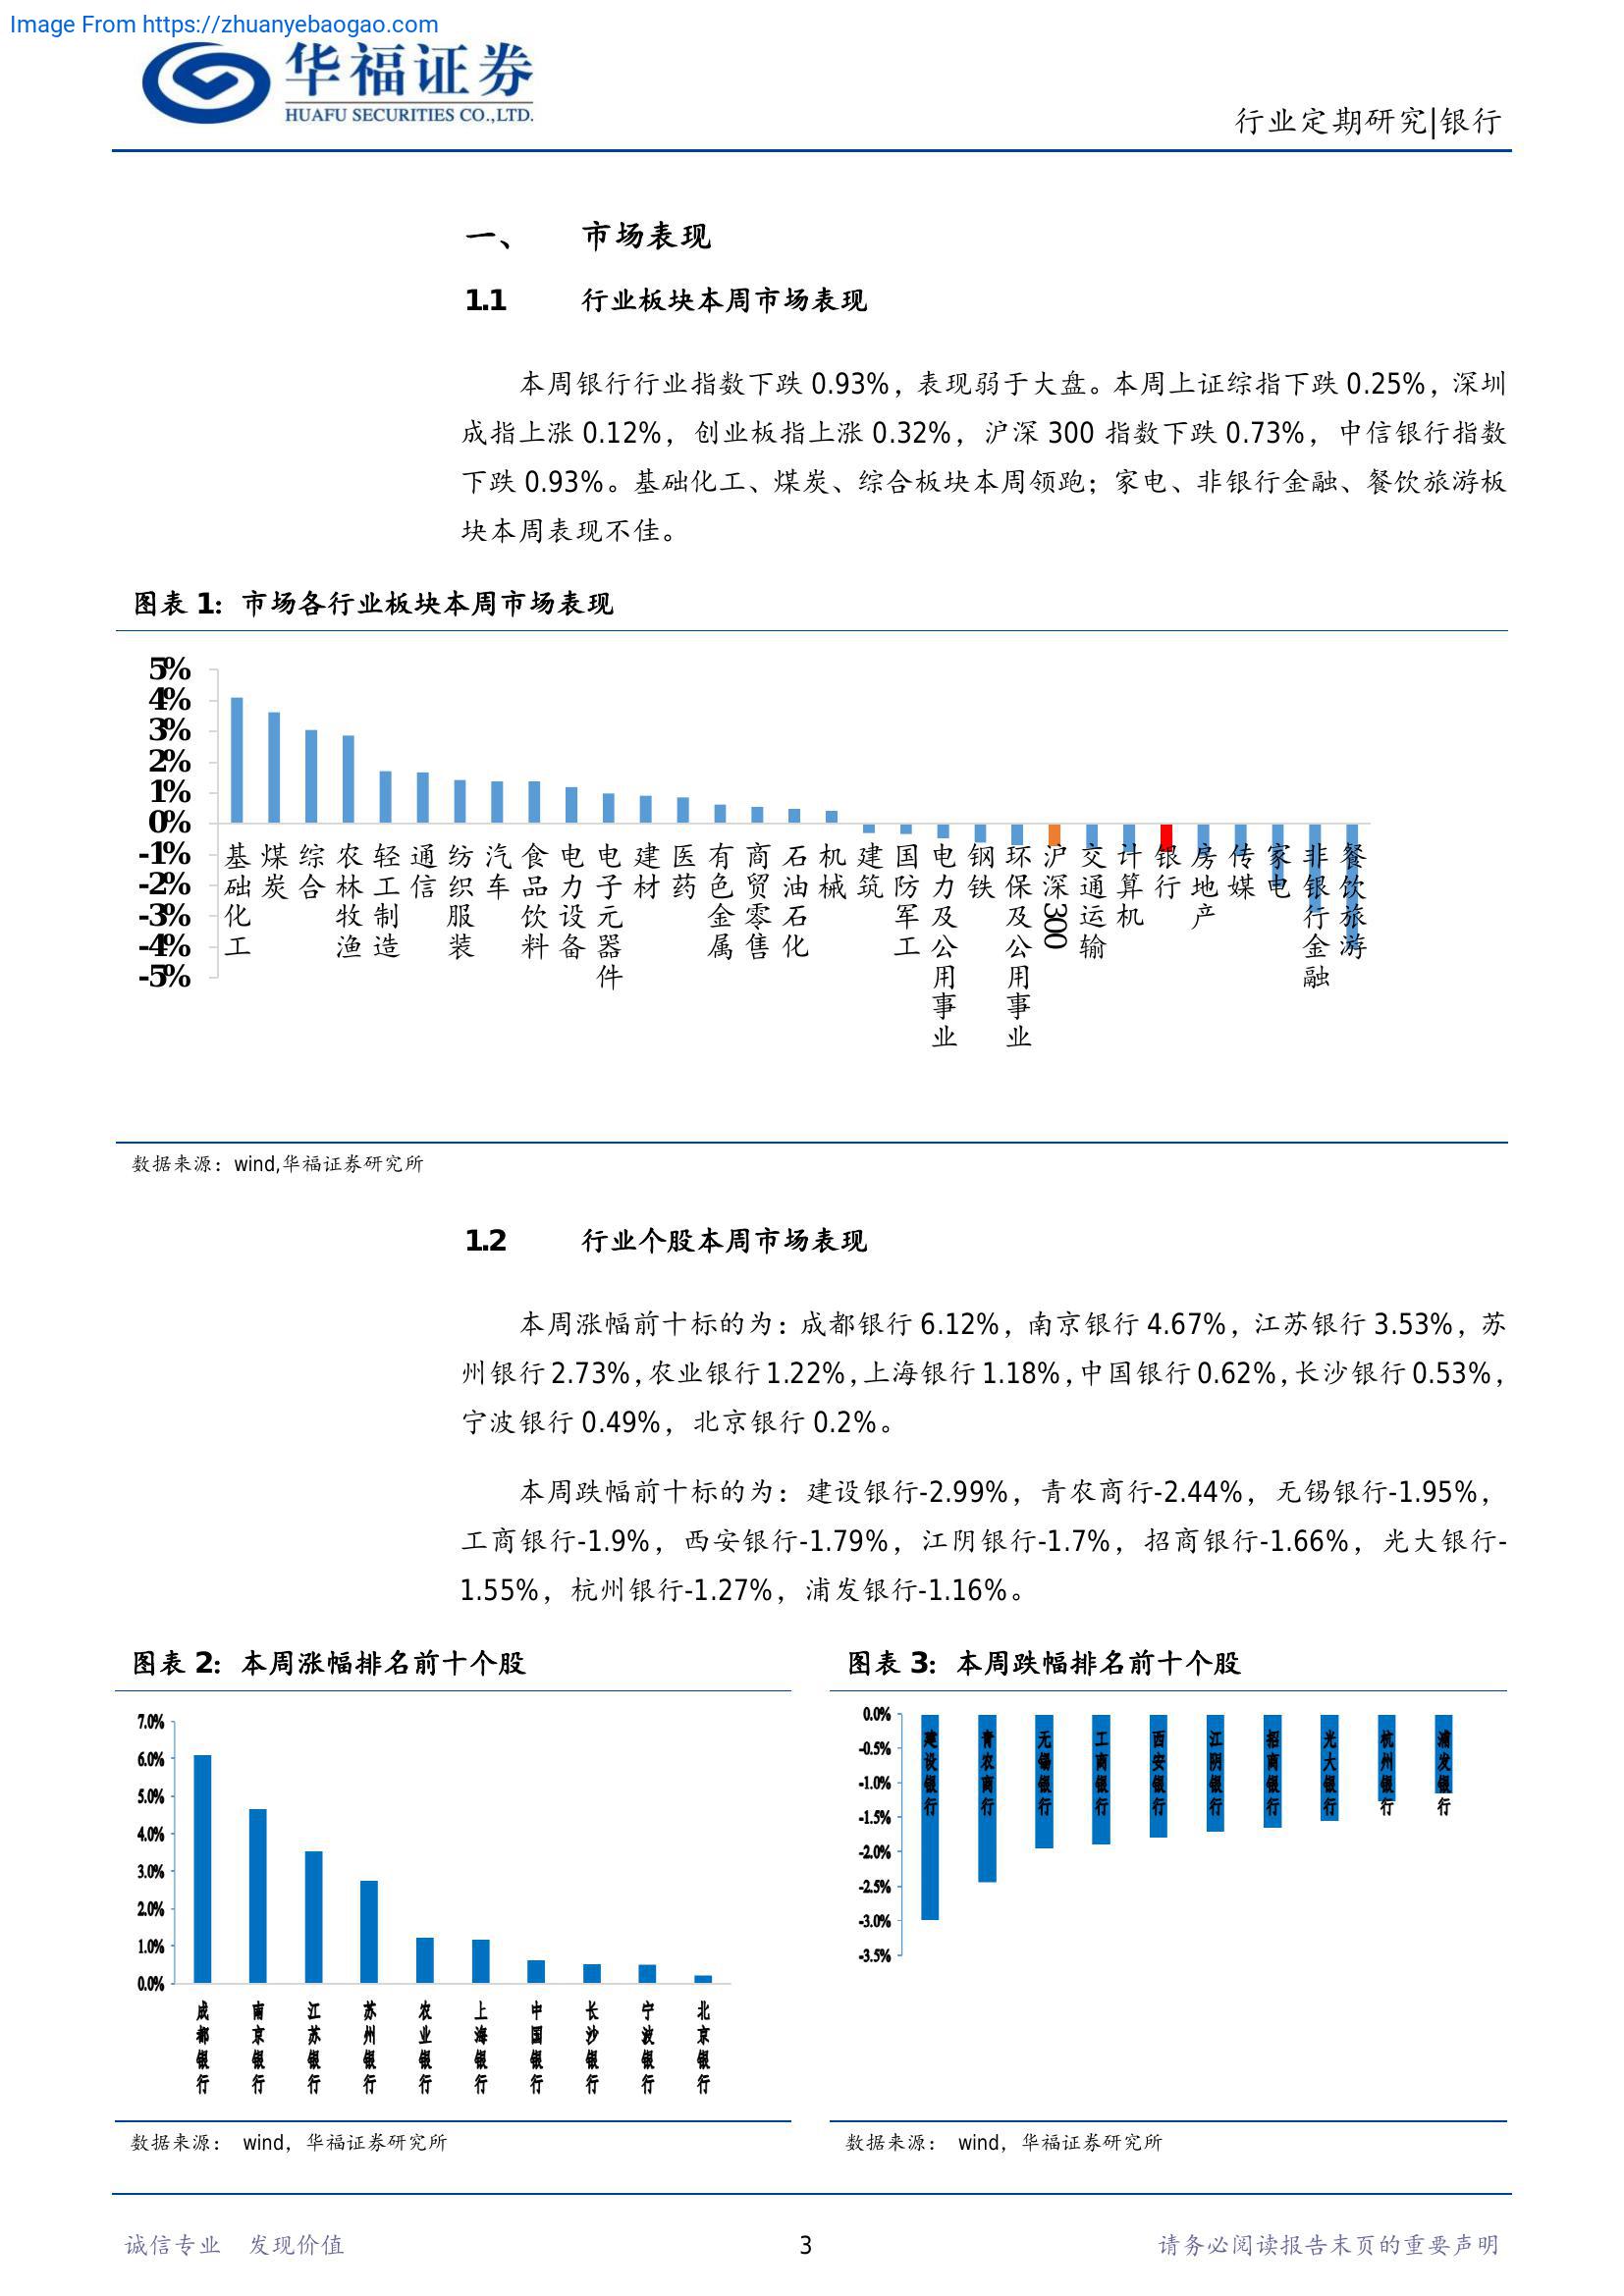 Image From https://zhuanyebaogao.com
华福证券
HUAFU SECURITIES CO.,LTD.
行业定期研究|银行
一、 市场表现
1.1 行业板块本周市场表现
本周银行行业指数下跌 0.93%，表现弱于大盘。本周上证综指下跌 0.25%，深圳
成指上涨 0.12%，创业板指上涨 0.32%，沪深 300 指数下跌 0.73%，中信银行指数
下跌 0.93%。基础化工、煤炭、综合板块本周领跑；家电、非银行金融、餐饮旅游板
块本周表现不佳。
图表 1：市场各行业板块本周市场表现
5%
4%
3%
2%
1%
0%
-1%
-2%
-3%
-4%
-5%
基础化工
煤炭
综合
农林牧渔
轻工制造
通信
纺织服装
汽车
食品饮料
电力设备
电子元器件
建材
医药
有色金属
商贸零售
石油石化
机械
建筑
国防军工
电力及公用事业
钢铁
环保及公用事业
沪深300
交通运输
计算机
银行
房地产
传媒
家电
非银行金融
餐饮旅游
数据来源：wind,华福证券研究所
1.2 行业个股本周市场表现
本周涨幅前十标的为：成都银行 6.12%，南京银行 4.67%，江苏银行 3.53%，苏
州银行 2.73%，农业银行 1.22%，上海银行 1.18%，中国银行 0.62%，长沙银行 0.53%，
宁波银行 0.49%，北京银行 0.2%。
本周跌幅前十标的为：建设银行-2.99%，青农商行-2.44%，无锡银行-1.95%，
工商银行-1.9%，西安银行-1.79%，江阴银行-1.7%，招商银行-1.66%，光大银行-
1.55%，杭州银行-1.27%，浦发银行-1.16%。
图表 2：本周涨幅排名前十个股
7.0%
6.0%
5.0%
4.0%
3.0%
2.0%
1.0%
0.0%
成都银行
南京银行
江苏银行
苏州银行
农业银行
上海银行
中国银行
长沙银行
宁波银行
北京银行
数据来源： wind，华福证券研究所
图表 3：本周跌幅排名前十个股
0.0%
-0.5%
-1.0%
-1.5%
-2.0%
-2.5%
-3.0%
-3.5%
建设银行
青农商行
无锡银行
工商银行
西安银行
江阴银行
招商银行
光大银行
杭州银行
浦发银行
数据来源： wind，华福证券研究所
诚信专业 发现价值
3
请务必阅读报告末页的重要声明